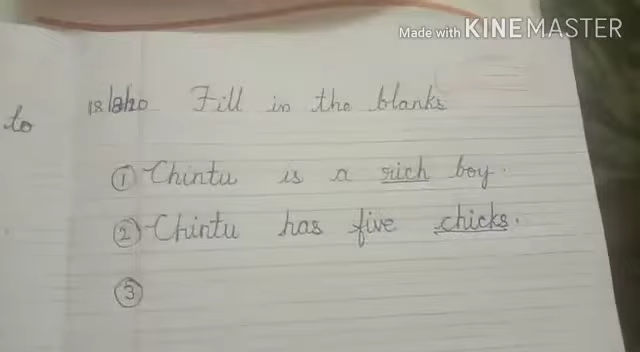 Made with KINEMASTER
to
18/8/20 Fill in the blanks
① Chintu is a rich boy.
② Chintu has five chicks.
③